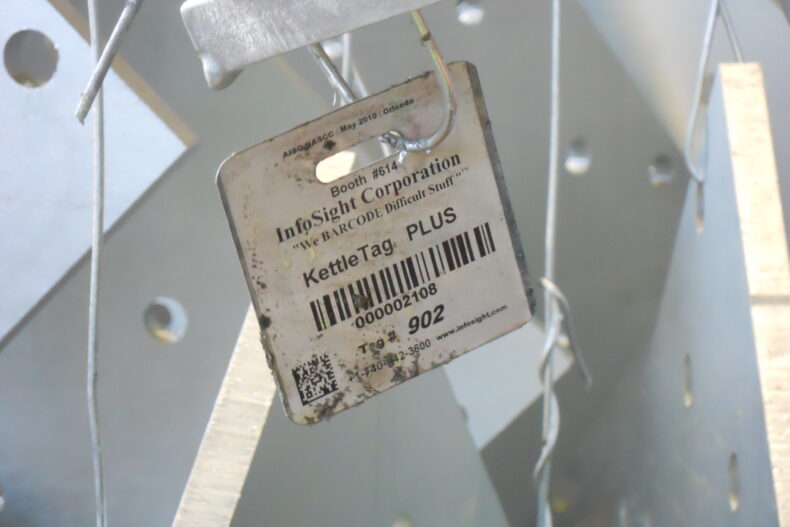 AISC NASCC May 2010 Orlando
Booth #614
InfoSight Corporation
"We BARCODE Difficult Stuff"™
KettleTag PLUS
000002108
Tag # 902
www.infosight.com